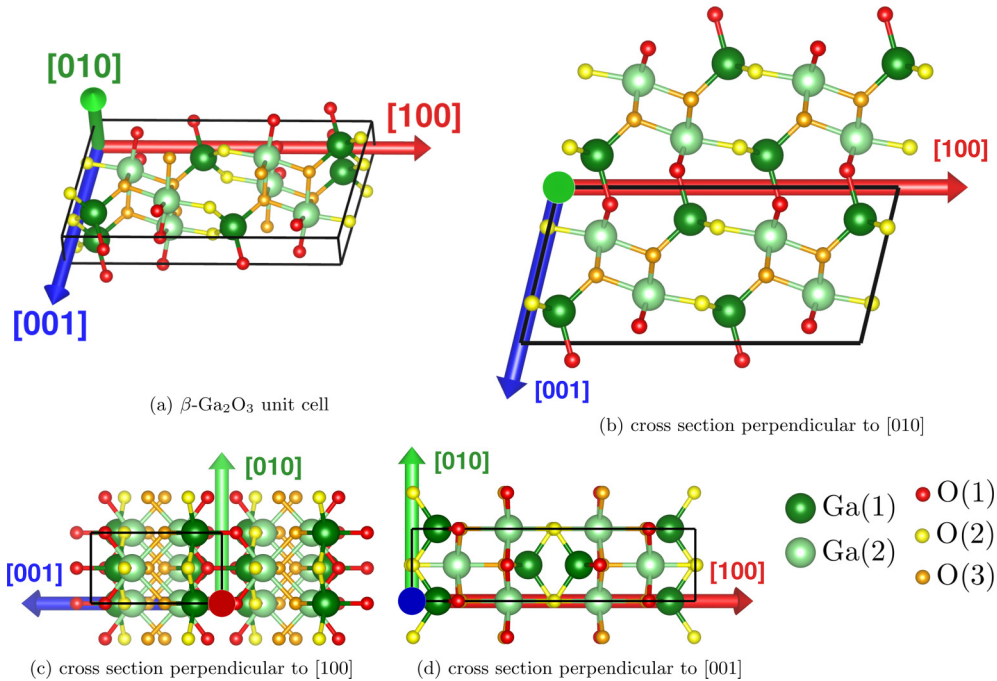 [010]
[100]
[001]
(a) β-Ga₂O₃ unit cell
[100]
[001]
(b) cross section perpendicular to [010]
[010]
[001]
(c) cross section perpendicular to [100]
[010]
[100]
(d) cross section perpendicular to [001]
Ga(1)
Ga(2)
O(1)
O(2)
O(3)